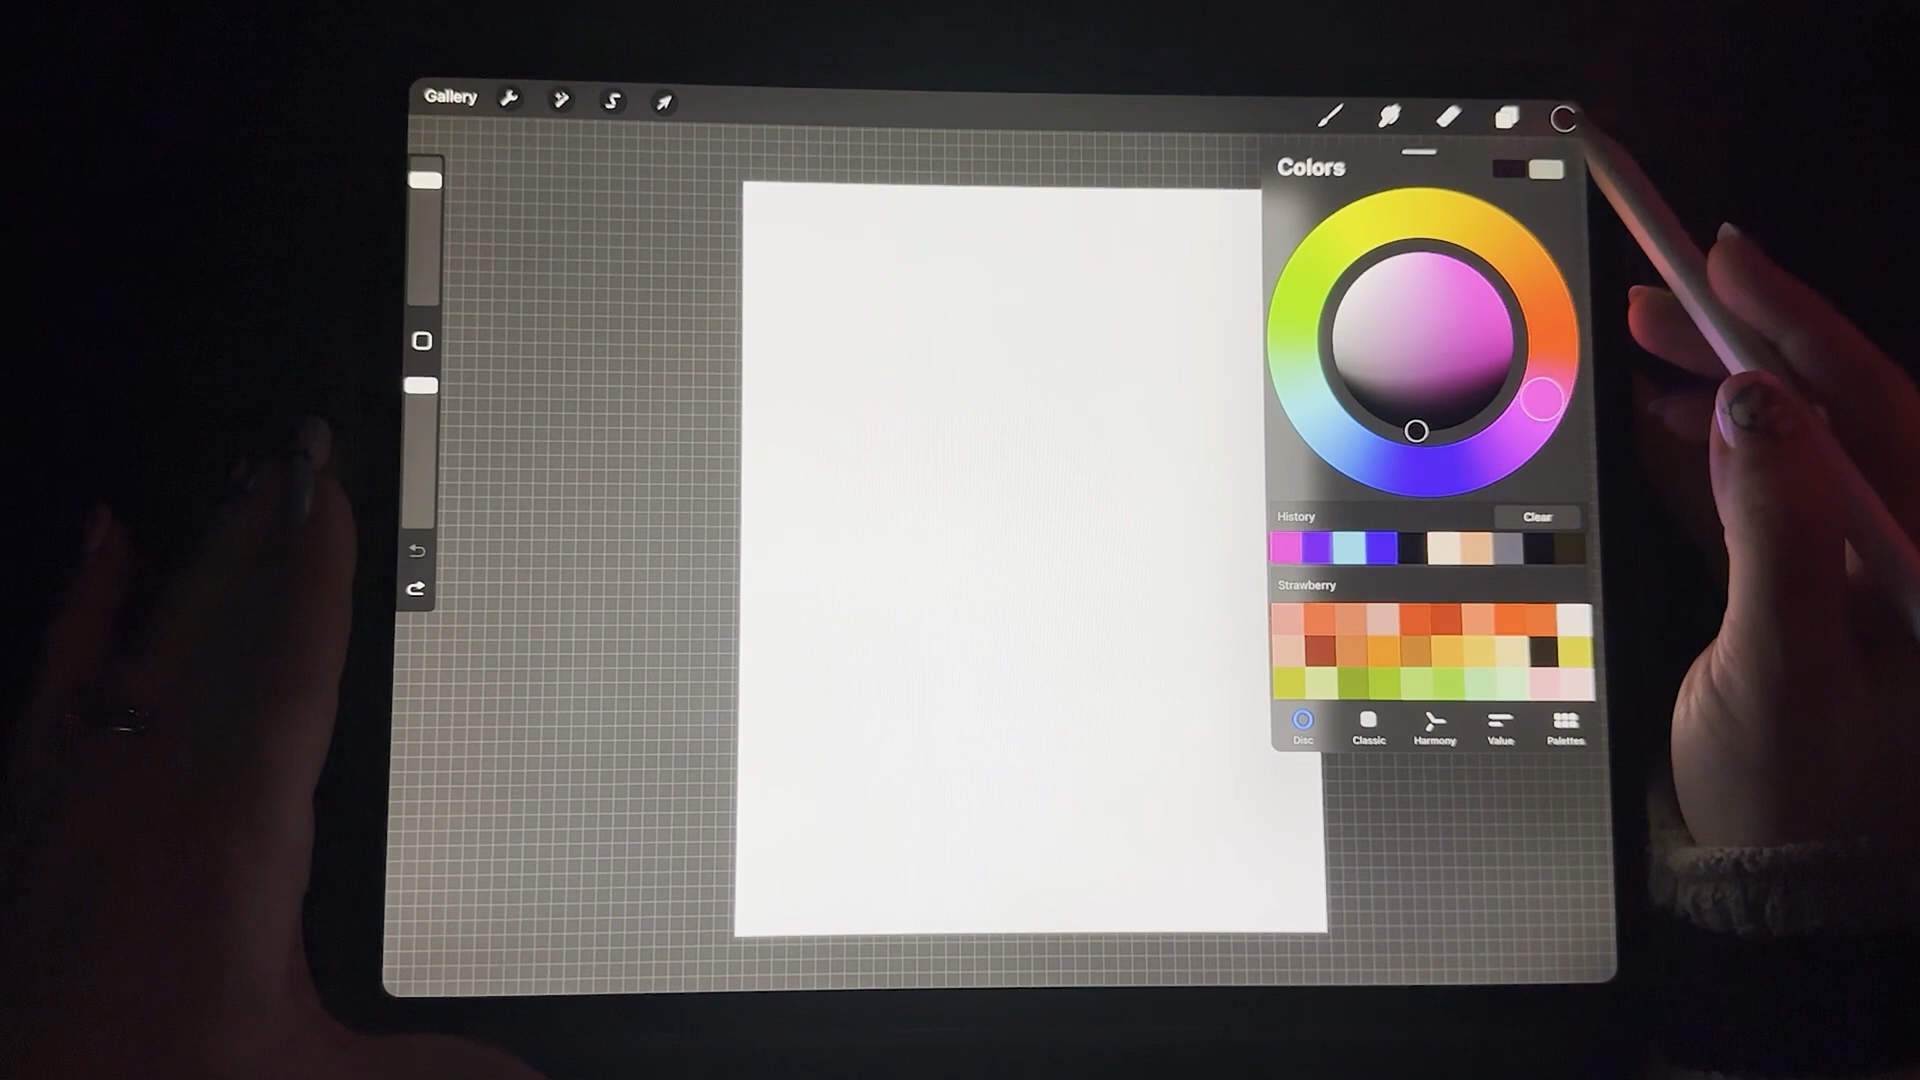 Gallery
Colors
History
Clear
Strawberry
Disc
Classic
Harmony
Value
Palettes